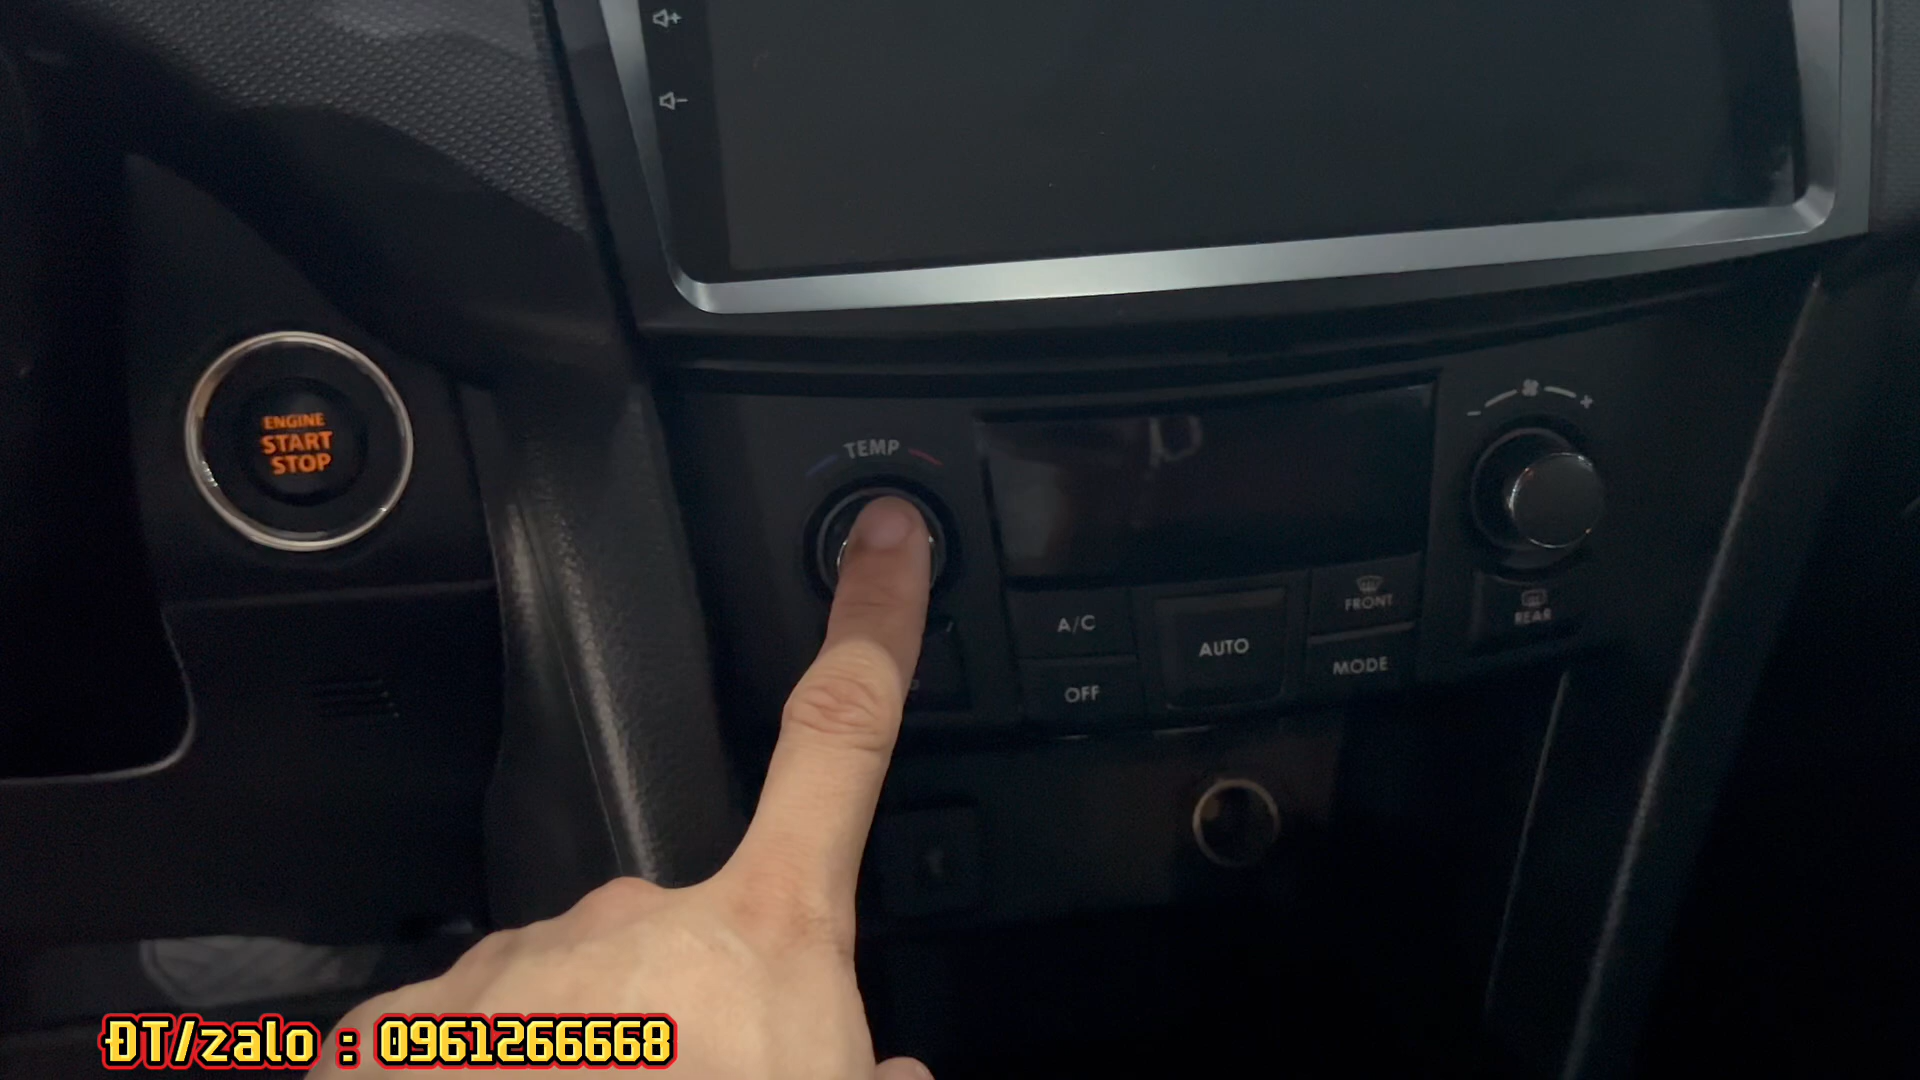 ENGINE
START
STOP
TEMP
- +
A/C
AUTO
FRONT
REAR
OFF
MODE
ĐT/zalo : 0961266668